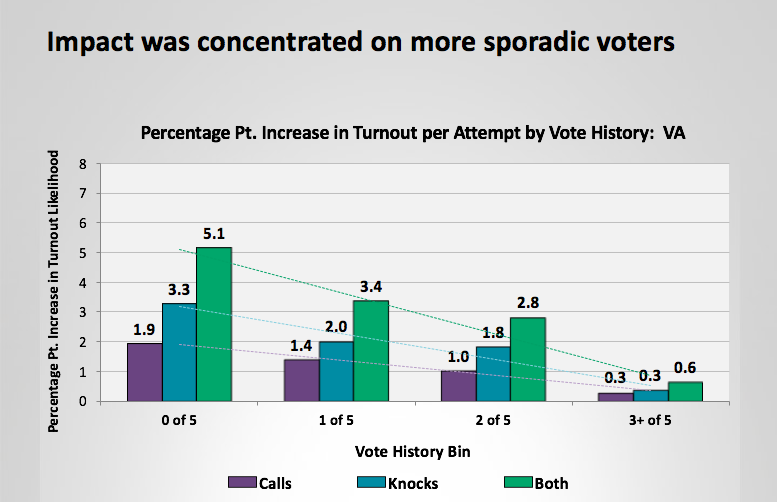 Impact was concentrated on more sporadic voters
Percentage Pt. Increase in Turnout per Attempt by Vote History:  VA
Percentage Pt. Increase in Turnout Likelihood
8
7
6
5
4
3
2
1
0
1.9
3.3
5.1
1.4
2.0
3.4
1.0
1.8
2.8
0.3
0.3
0.6
0 of 5
1 of 5
2 of 5
3+ of 5
Vote History Bin
Calls
Knocks
Both